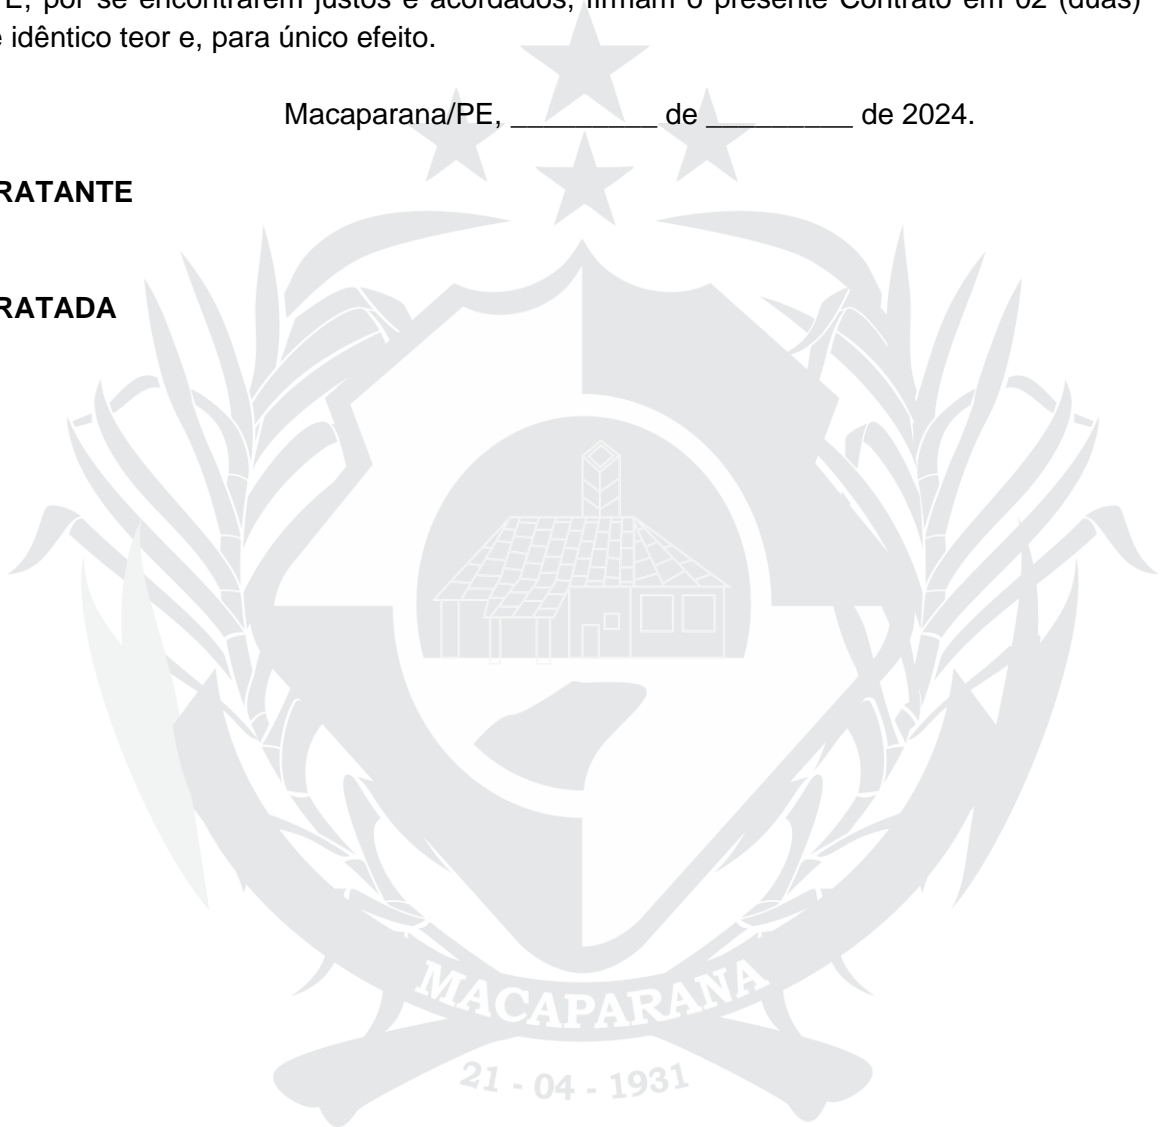 E, por se encontrarem justos e acordados, firmam o presente Contrato em 02 (duas)
e idêntico teor e, para único efeito.
Macaparana/PE, _________ de _________ de 2024.
RATANTE
RATADA
MACAPARANA
21 - 04 - 1931